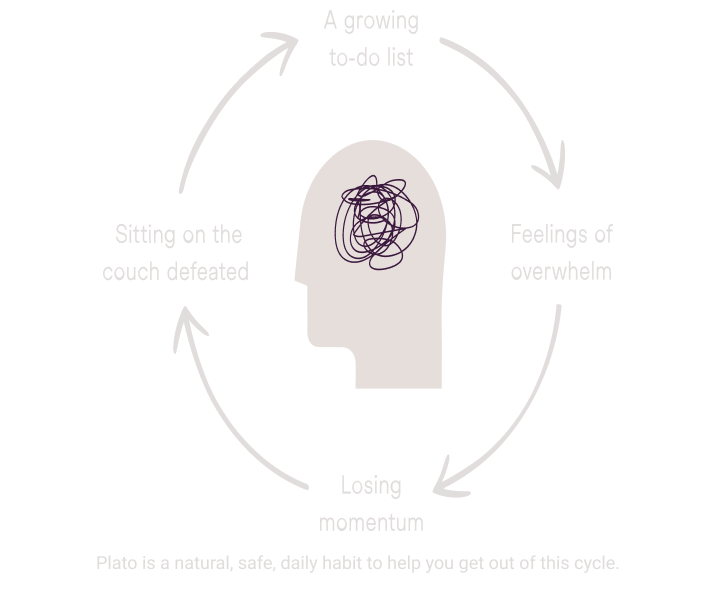 A growing
to-do list
Feelings of
overwhelm
Losing
momentum
Sitting on the
couch defeated
Plato is a natural, safe, daily habit to help you get out of this cycle.